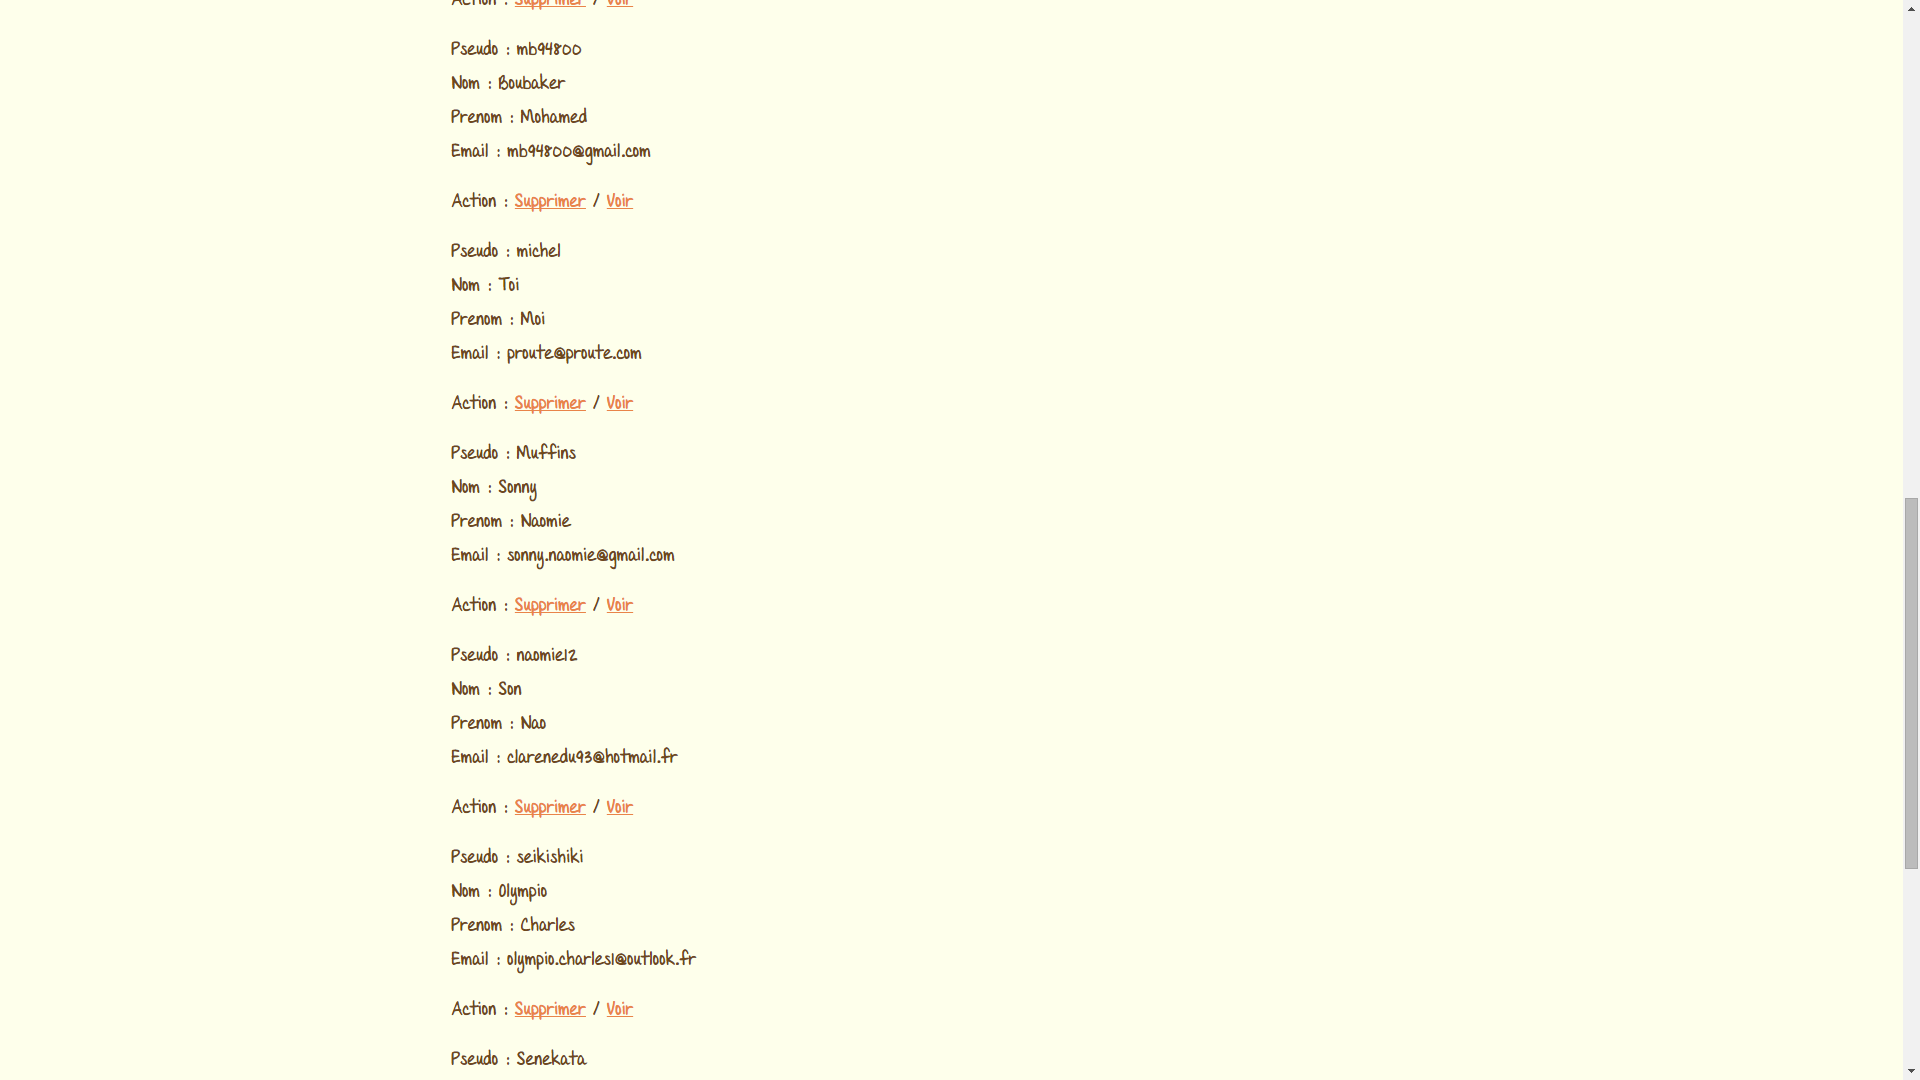 Action : Supprimer / Voir
Pseudo : mb94800
Nom : Boubaker
Prenom : Mohamed
Email : mb94800@gmail.com
Action : Supprimer / Voir
Pseudo : michel
Nom : Toi
Prenom : Moi
Email : proute@proute.com
Action : Supprimer / Voir
Pseudo : Muffins
Nom : Sonny
Prenom : Naomie
Email : sonny.naomie@gmail.com
Action : Supprimer / Voir
Pseudo : naomie12
Nom : Son
Prenom : Nao
Email : clarenedu93@hotmail.fr
Action : Supprimer / Voir
Pseudo : seikishiki
Nom : Olympio
Prenom : Charles
Email : olympio.charles1@outlook.fr
Action : Supprimer / Voir
Pseudo : Senekata